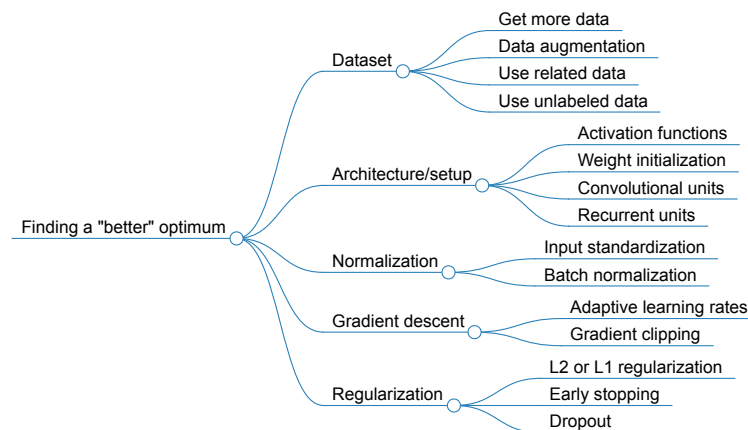 Get more data
Data augmentation
Dataset
Use related data
Use unlabeled data
Activation functions
Weight initialization
Architecture/setup
Convolutional units
Recurrent units
Finding a "better" optimum
Input standardization
Normalization
Batch normalization
Adaptive learning rates
Gradient descent
Gradient clipping
L2 or L1 regularization
Regularization
Early stopping
Dropout